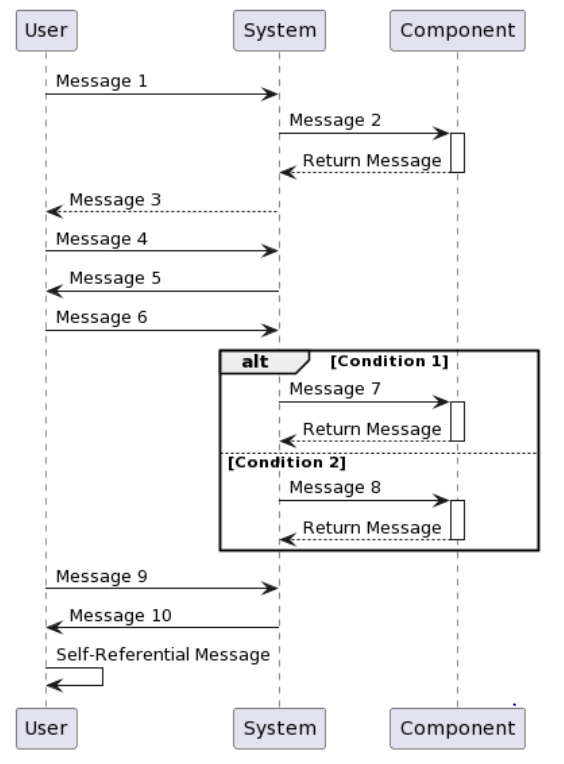 User System Component
Message 1
Message 2
Return Message
Message 3
Message 4
Message 5
Message 6
alt [Condition 1]
Message 7
Return Message
[Condition 2]
Message 8
Return Message
Message 9
Message 10
Self-Referential Message
User System Component